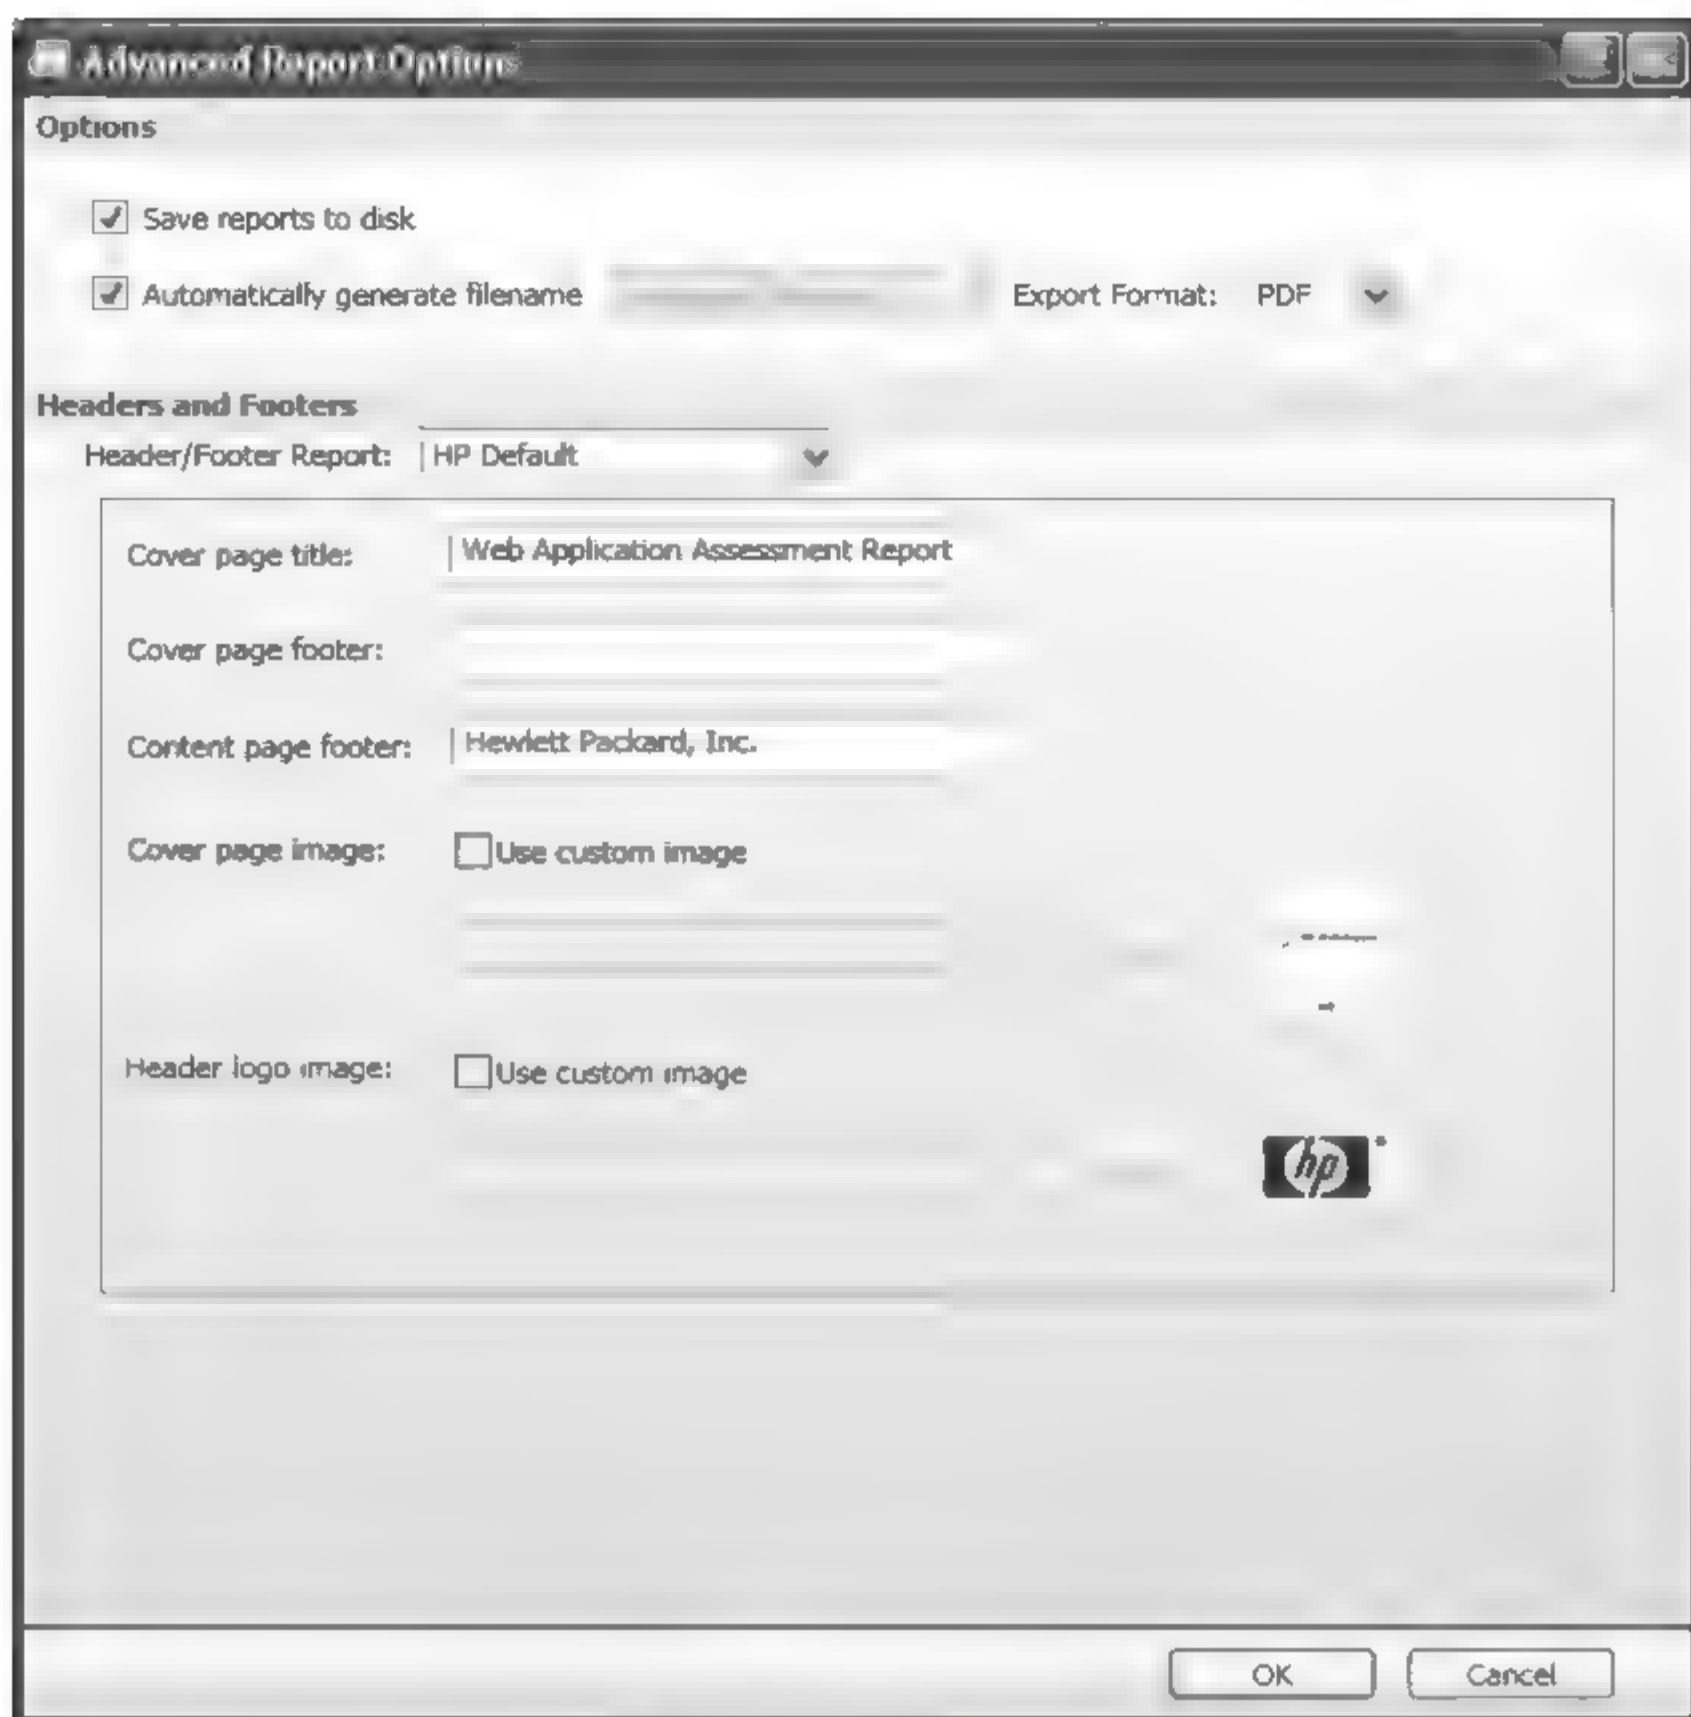 Advanced Report Options
Options
Save reports to disk
Automatically generate filename Export Format: PDF
Headers and Footers
Header/Footer Report: HP Default
Cover page title: Web Application Assessment Report
Cover page footer:
Content page footer: Hewlett Packard, Inc.
Cover page image: Use custom image
Header logo image: Use custom image
hp
OK Cancel